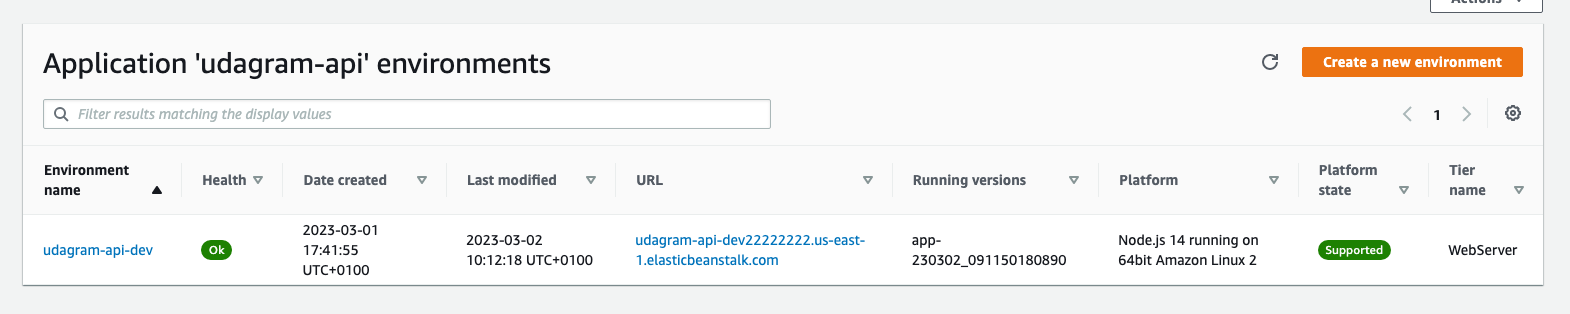 Actions
Application 'udagram-api' environments
Create a new environment
Filter results matching the display values
1
Environment
name
Health
Date created
Last modified
URL
Running versions
Platform
Platform
state
Tier
name
udagram-api-dev
Ok
2023-03-01
17:41:55
UTC+0100
2023-03-02
10:12:18 UTC+0100
udagram-api-dev22222222.us-east-
1.elasticbeanstalk.com
app-
230302_091150180890
Node.js 14 running on
64bit Amazon Linux 2
Supported
WebServer